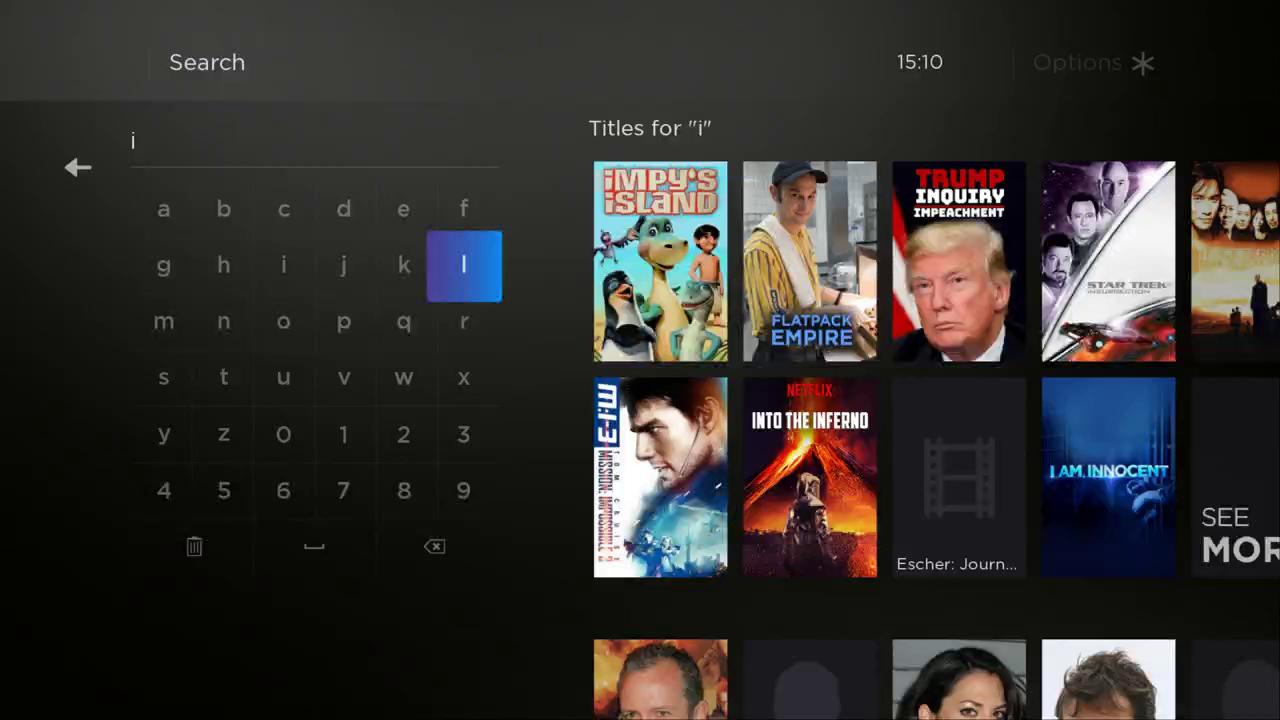 Search
15:10
Options
i
a b c d e f
g h i j k l
m n o p q r
s t u v w x
y z 0 1 2 3
4 5 6 7 8 9
Titles for "i"
iMPY'S
iSLAND
FLATPACK
EMPIRE
TRUMP
INQUIRY
IMPEACHMENT
STAR TREK
INSURRECTION
M:I:3
TOM CRUISE
MISSION: IMPOSSIBLE 3
NETFLIX
INTO THE INFERNO
Escher: Journ...
I AM INNOCENT
SEE
MOR